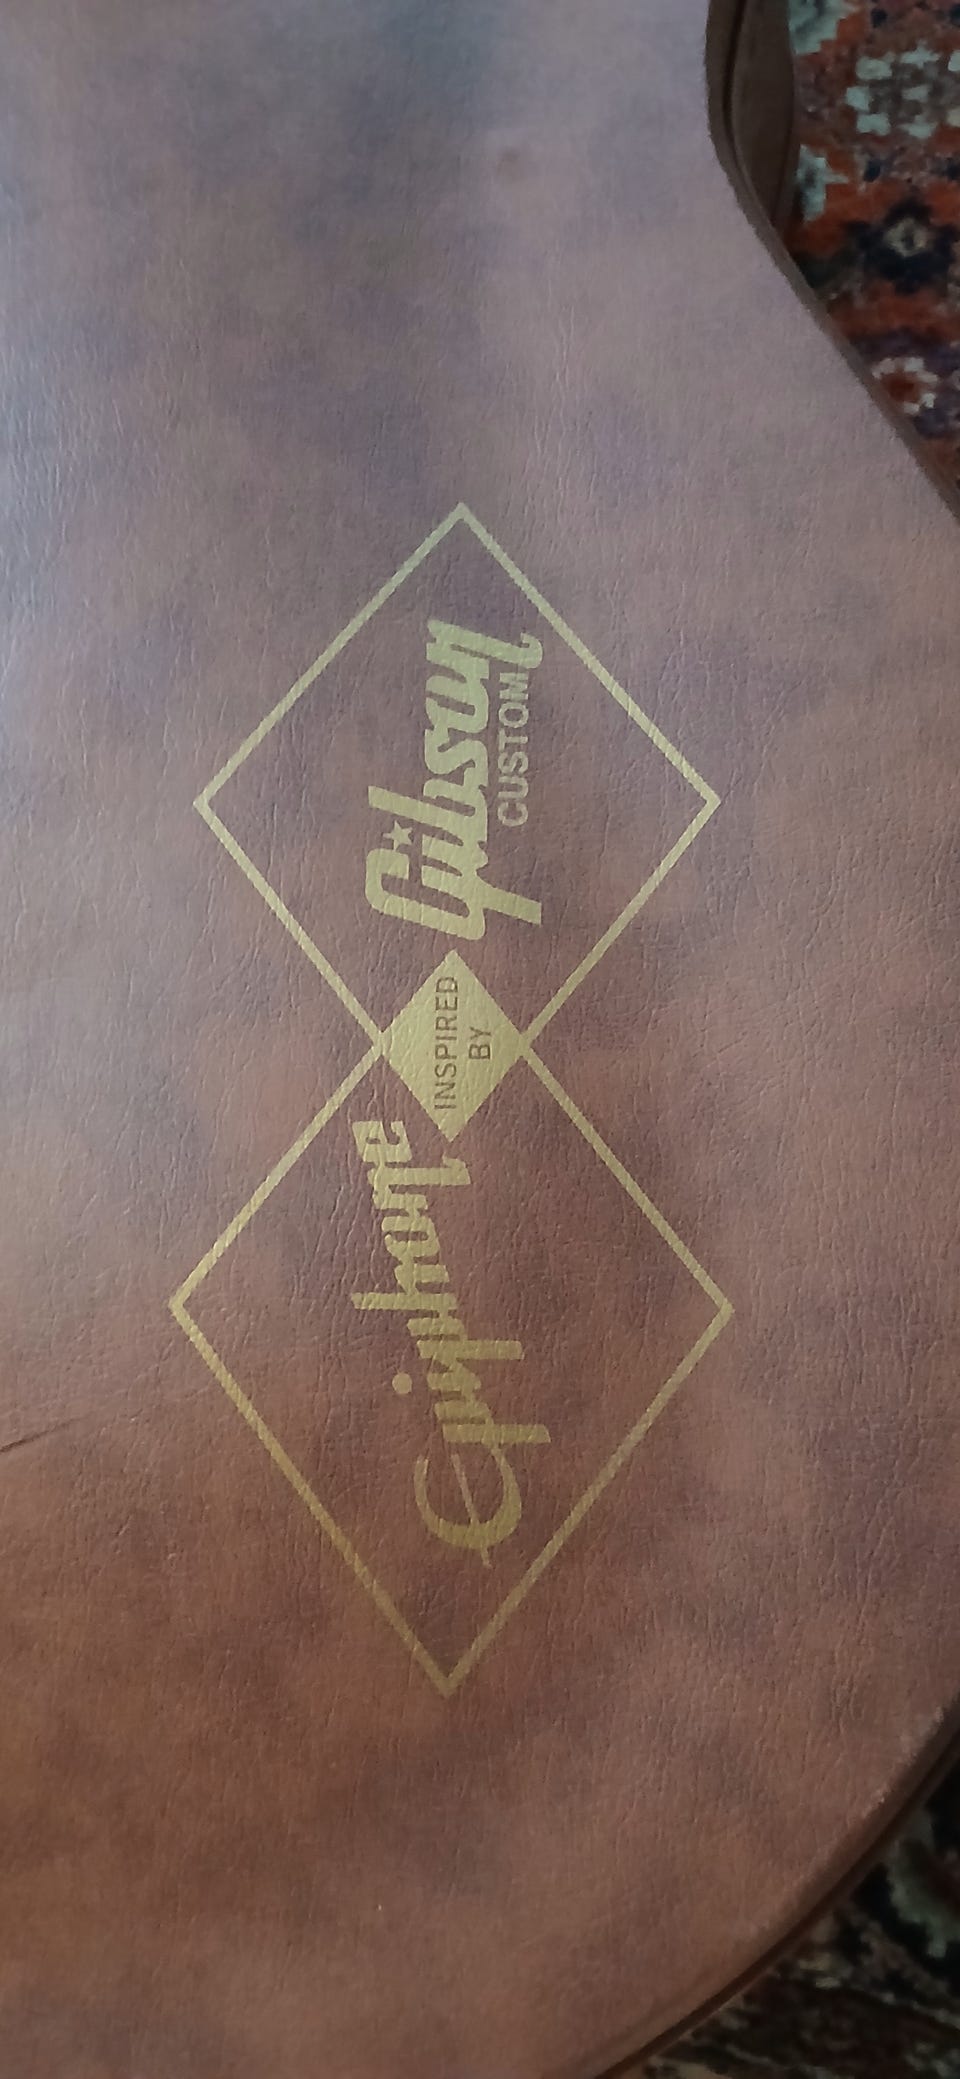 Epiphone
INSPIRED
BY
Gibson
CUSTOM